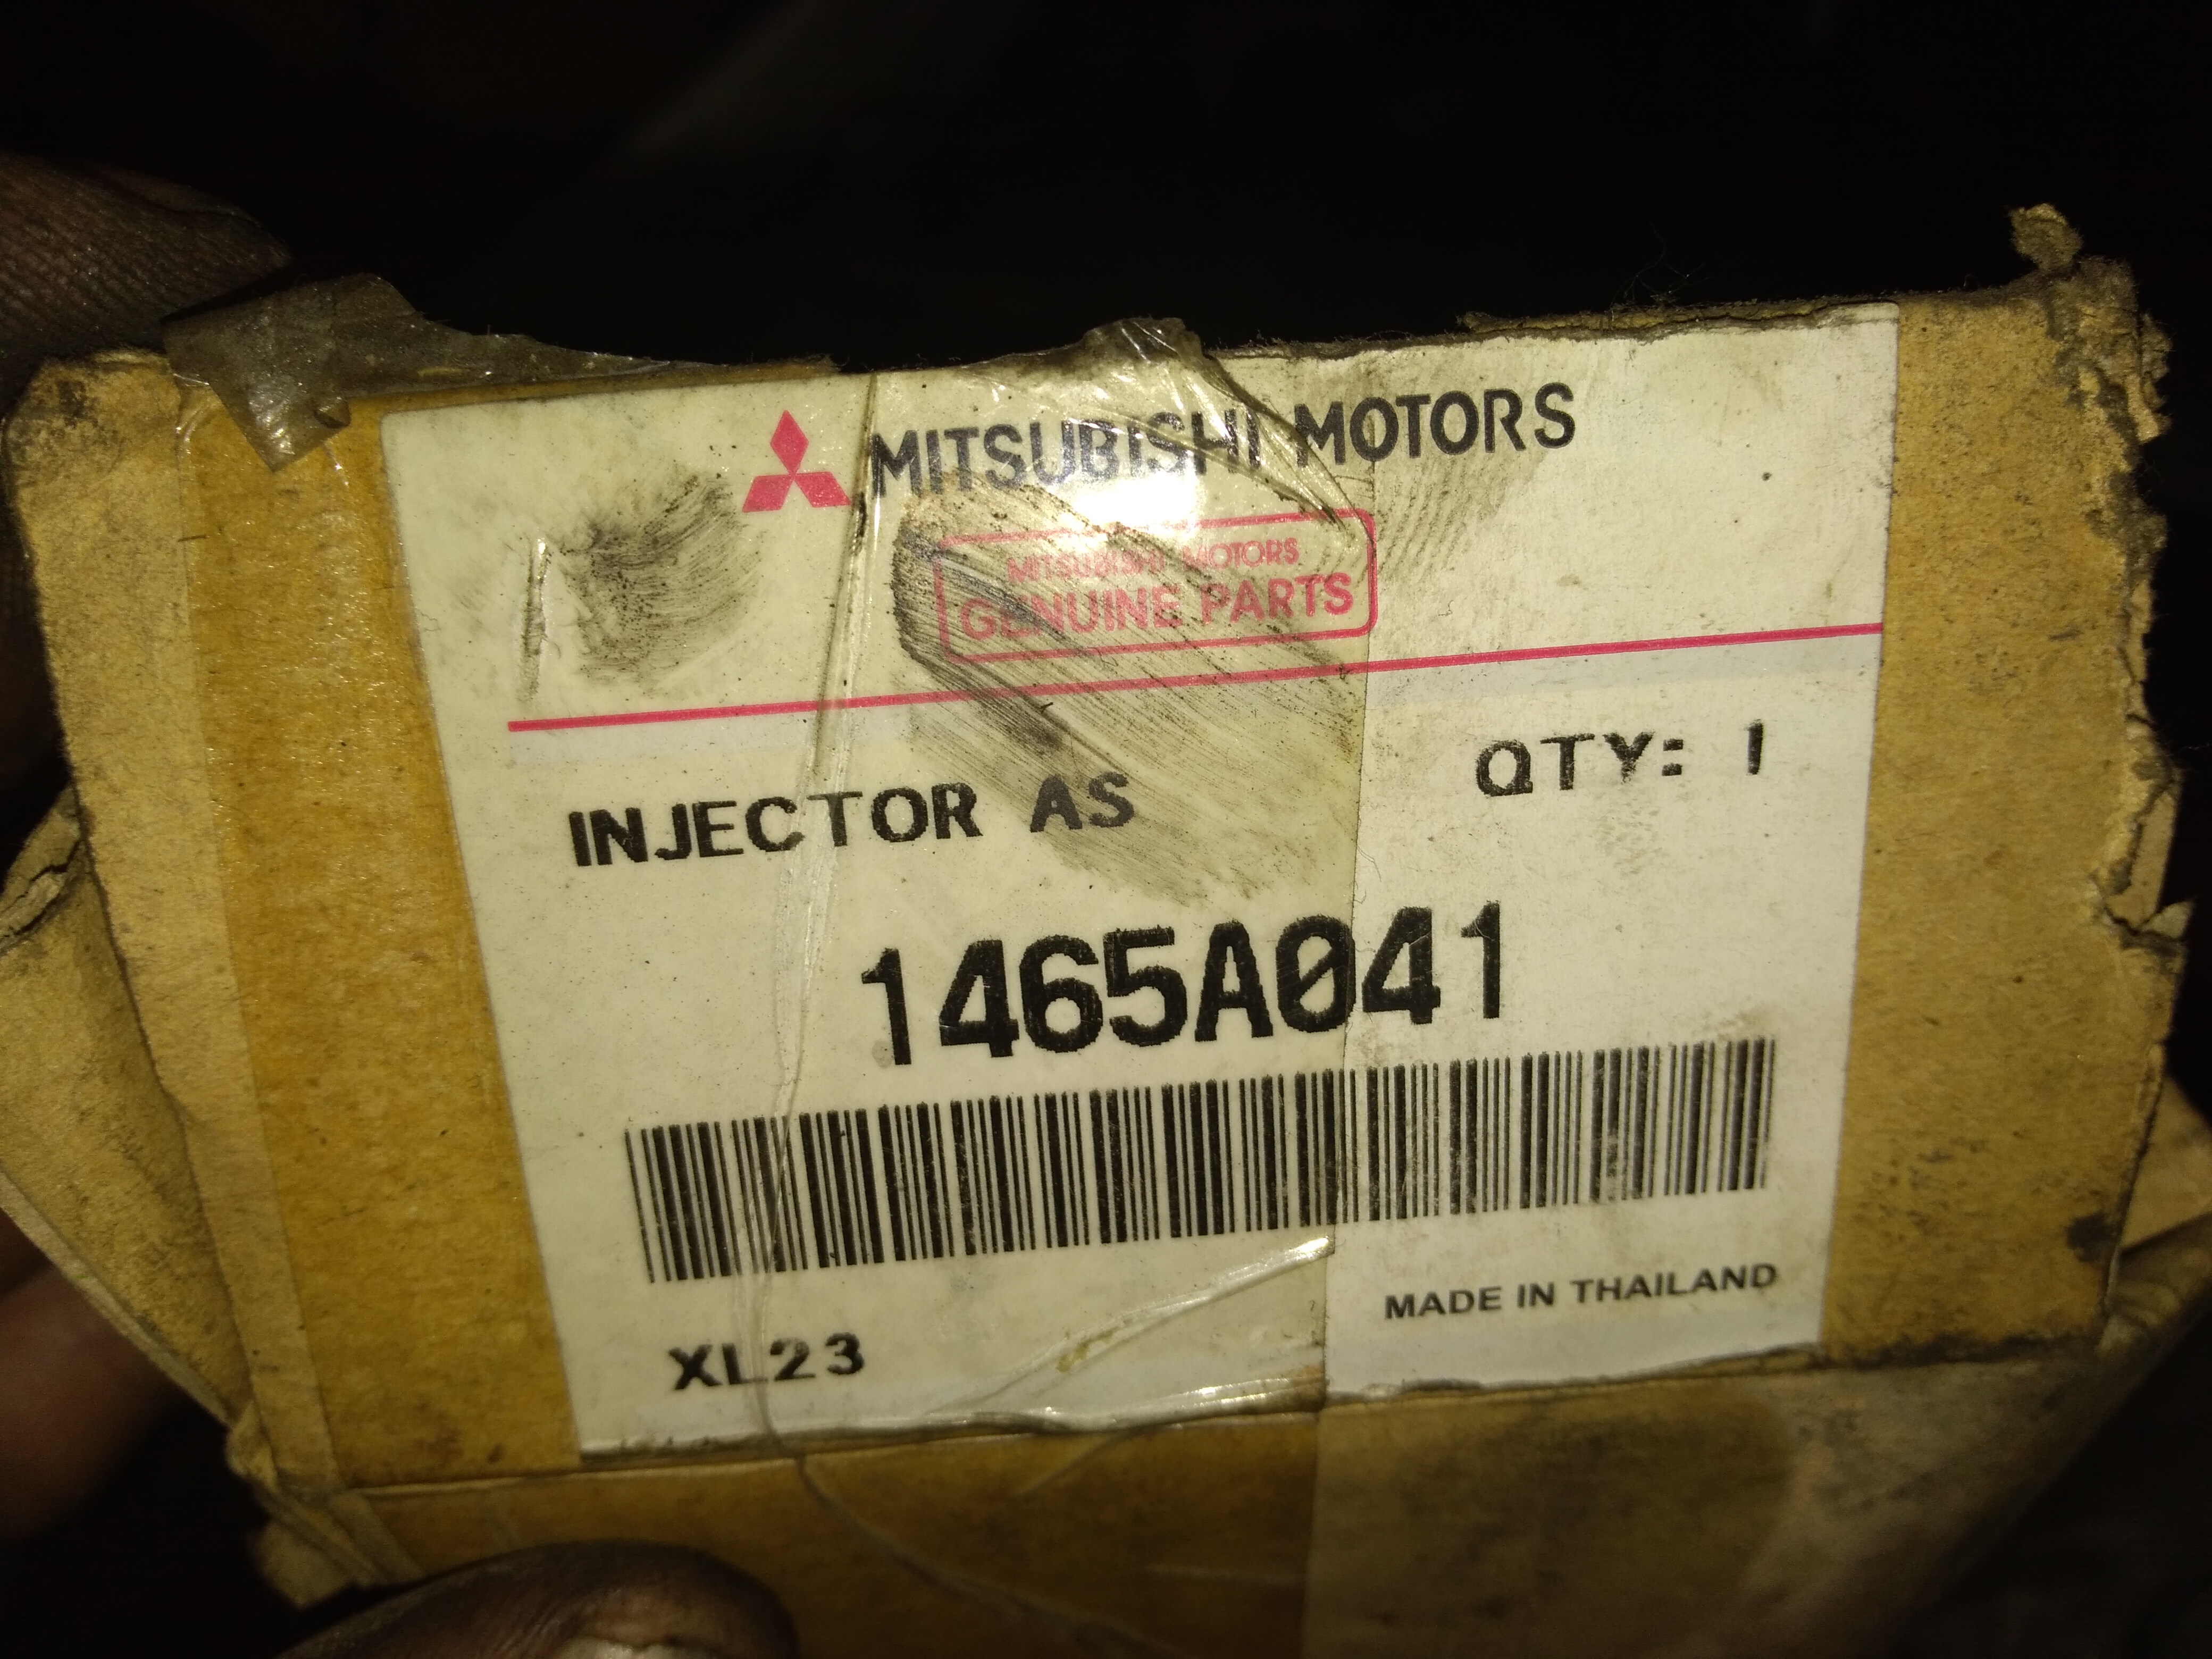 MITSUBISHI MOTORS
MITSUBISHI MOTORS
GENUINE PARTS
INJECTOR AS
QTY: 1
1465A041
XL23
MADE IN THAILAND